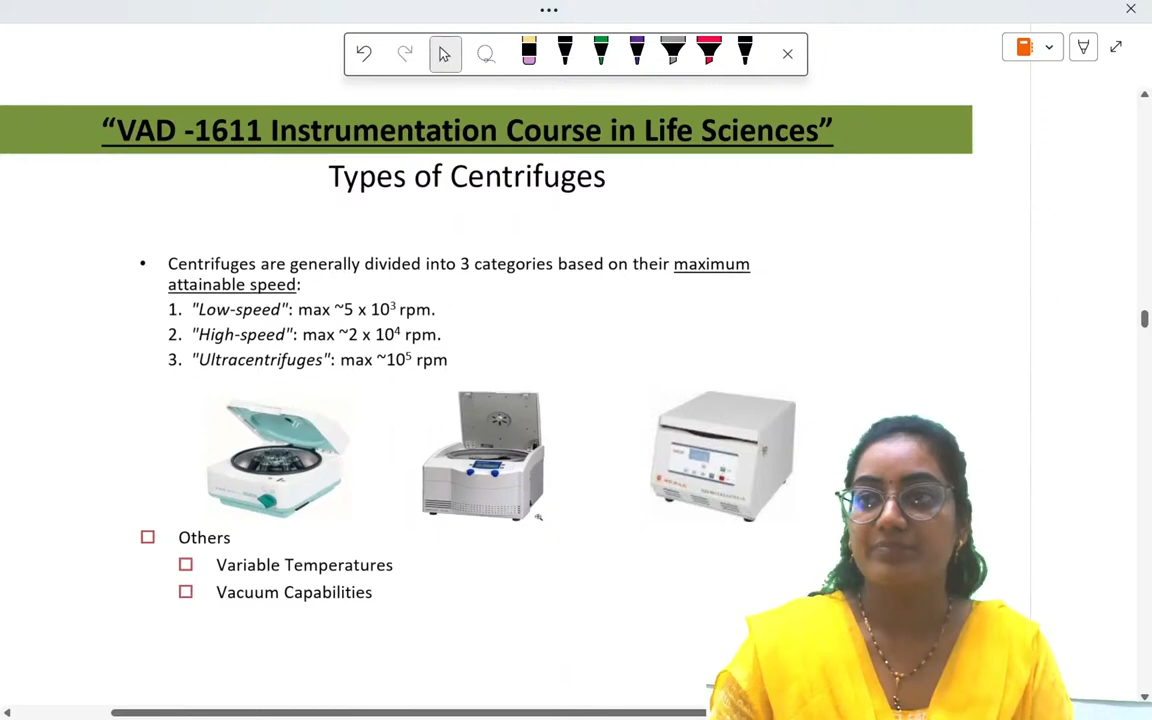 “VAD -1611 Instrumentation Course in Life Sciences”
Types of Centrifuges
• Centrifuges are generally divided into 3 categories based on their maximum
attainable speed:
1. "Low-speed": max ~5 x 10³ rpm.
2. "High-speed": max ~2 x 10⁴ rpm.
3. "Ultracentrifuges": max ~10⁵ rpm
Others
Variable Temperatures
Vacuum Capabilities